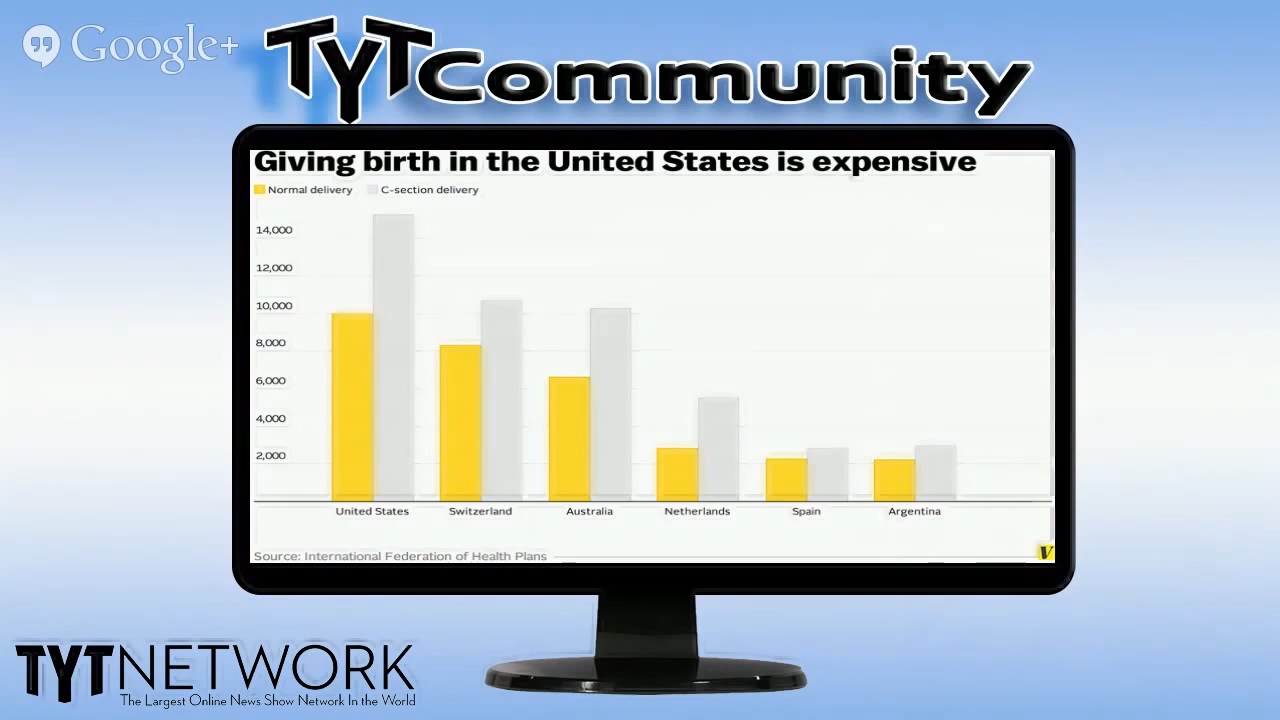 Google+
TYT Community
Giving birth in the United States is expensive
Normal delivery C-section delivery
14,000
12,000
10,000
8,000
6,000
4,000
2,000
United States Switzerland Australia Netherlands Spain Argentina
Source: International Federation of Health Plans
V
TYTNETWORK
The Largest Online News Show Network In the World